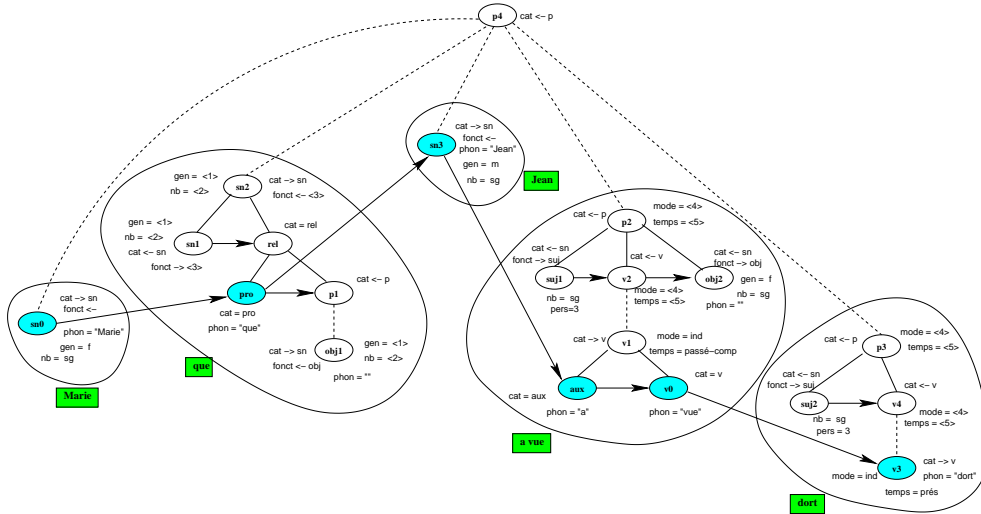 p4 cat <- p
cat -> sn
fonct <-
sn3 phon = "Jean"
gen = m
nb = sg
Jean
gen = <1>
nb = <2>
sn2
cat -> sn
fonct <- <3>
gen = <1>
nb = <2>
cat <- sn
fonct -> <3>
sn1
rel
cat = rel
pro
cat = pro
phon = "que"
p1
cat <- p
obj1
cat -> sn
fonct <- obj
gen = <1>
nb = <2>
phon = ""
que
cat -> sn
fonct <-
sn0
phon = "Marie"
gen = f
nb = sg
Marie
cat <- p
p2
mode = <4>
temps = <5>
cat <- sn
fonct -> suj
suj1
nb = sg
pers=3
cat <- v
v2
mode = <4>
temps = <5>
cat <- sn
fonct -> obj
obj2
gen = f
nb = sg
phon = ""
cat -> v
v1
mode = ind
temps = passé-comp
cat = aux
aux
phon = "a"
v0
cat = v
phon = "vue"
a vue
cat <- p
p3
mode = <4>
temps = <5>
cat <- sn
fonct -> suj
suj2
nb = sg
pers = 3
cat <- v
v4
mode = <4>
temps = <5>
mode = ind
v3
cat -> v
phon = "dort"
temps = prés
dort